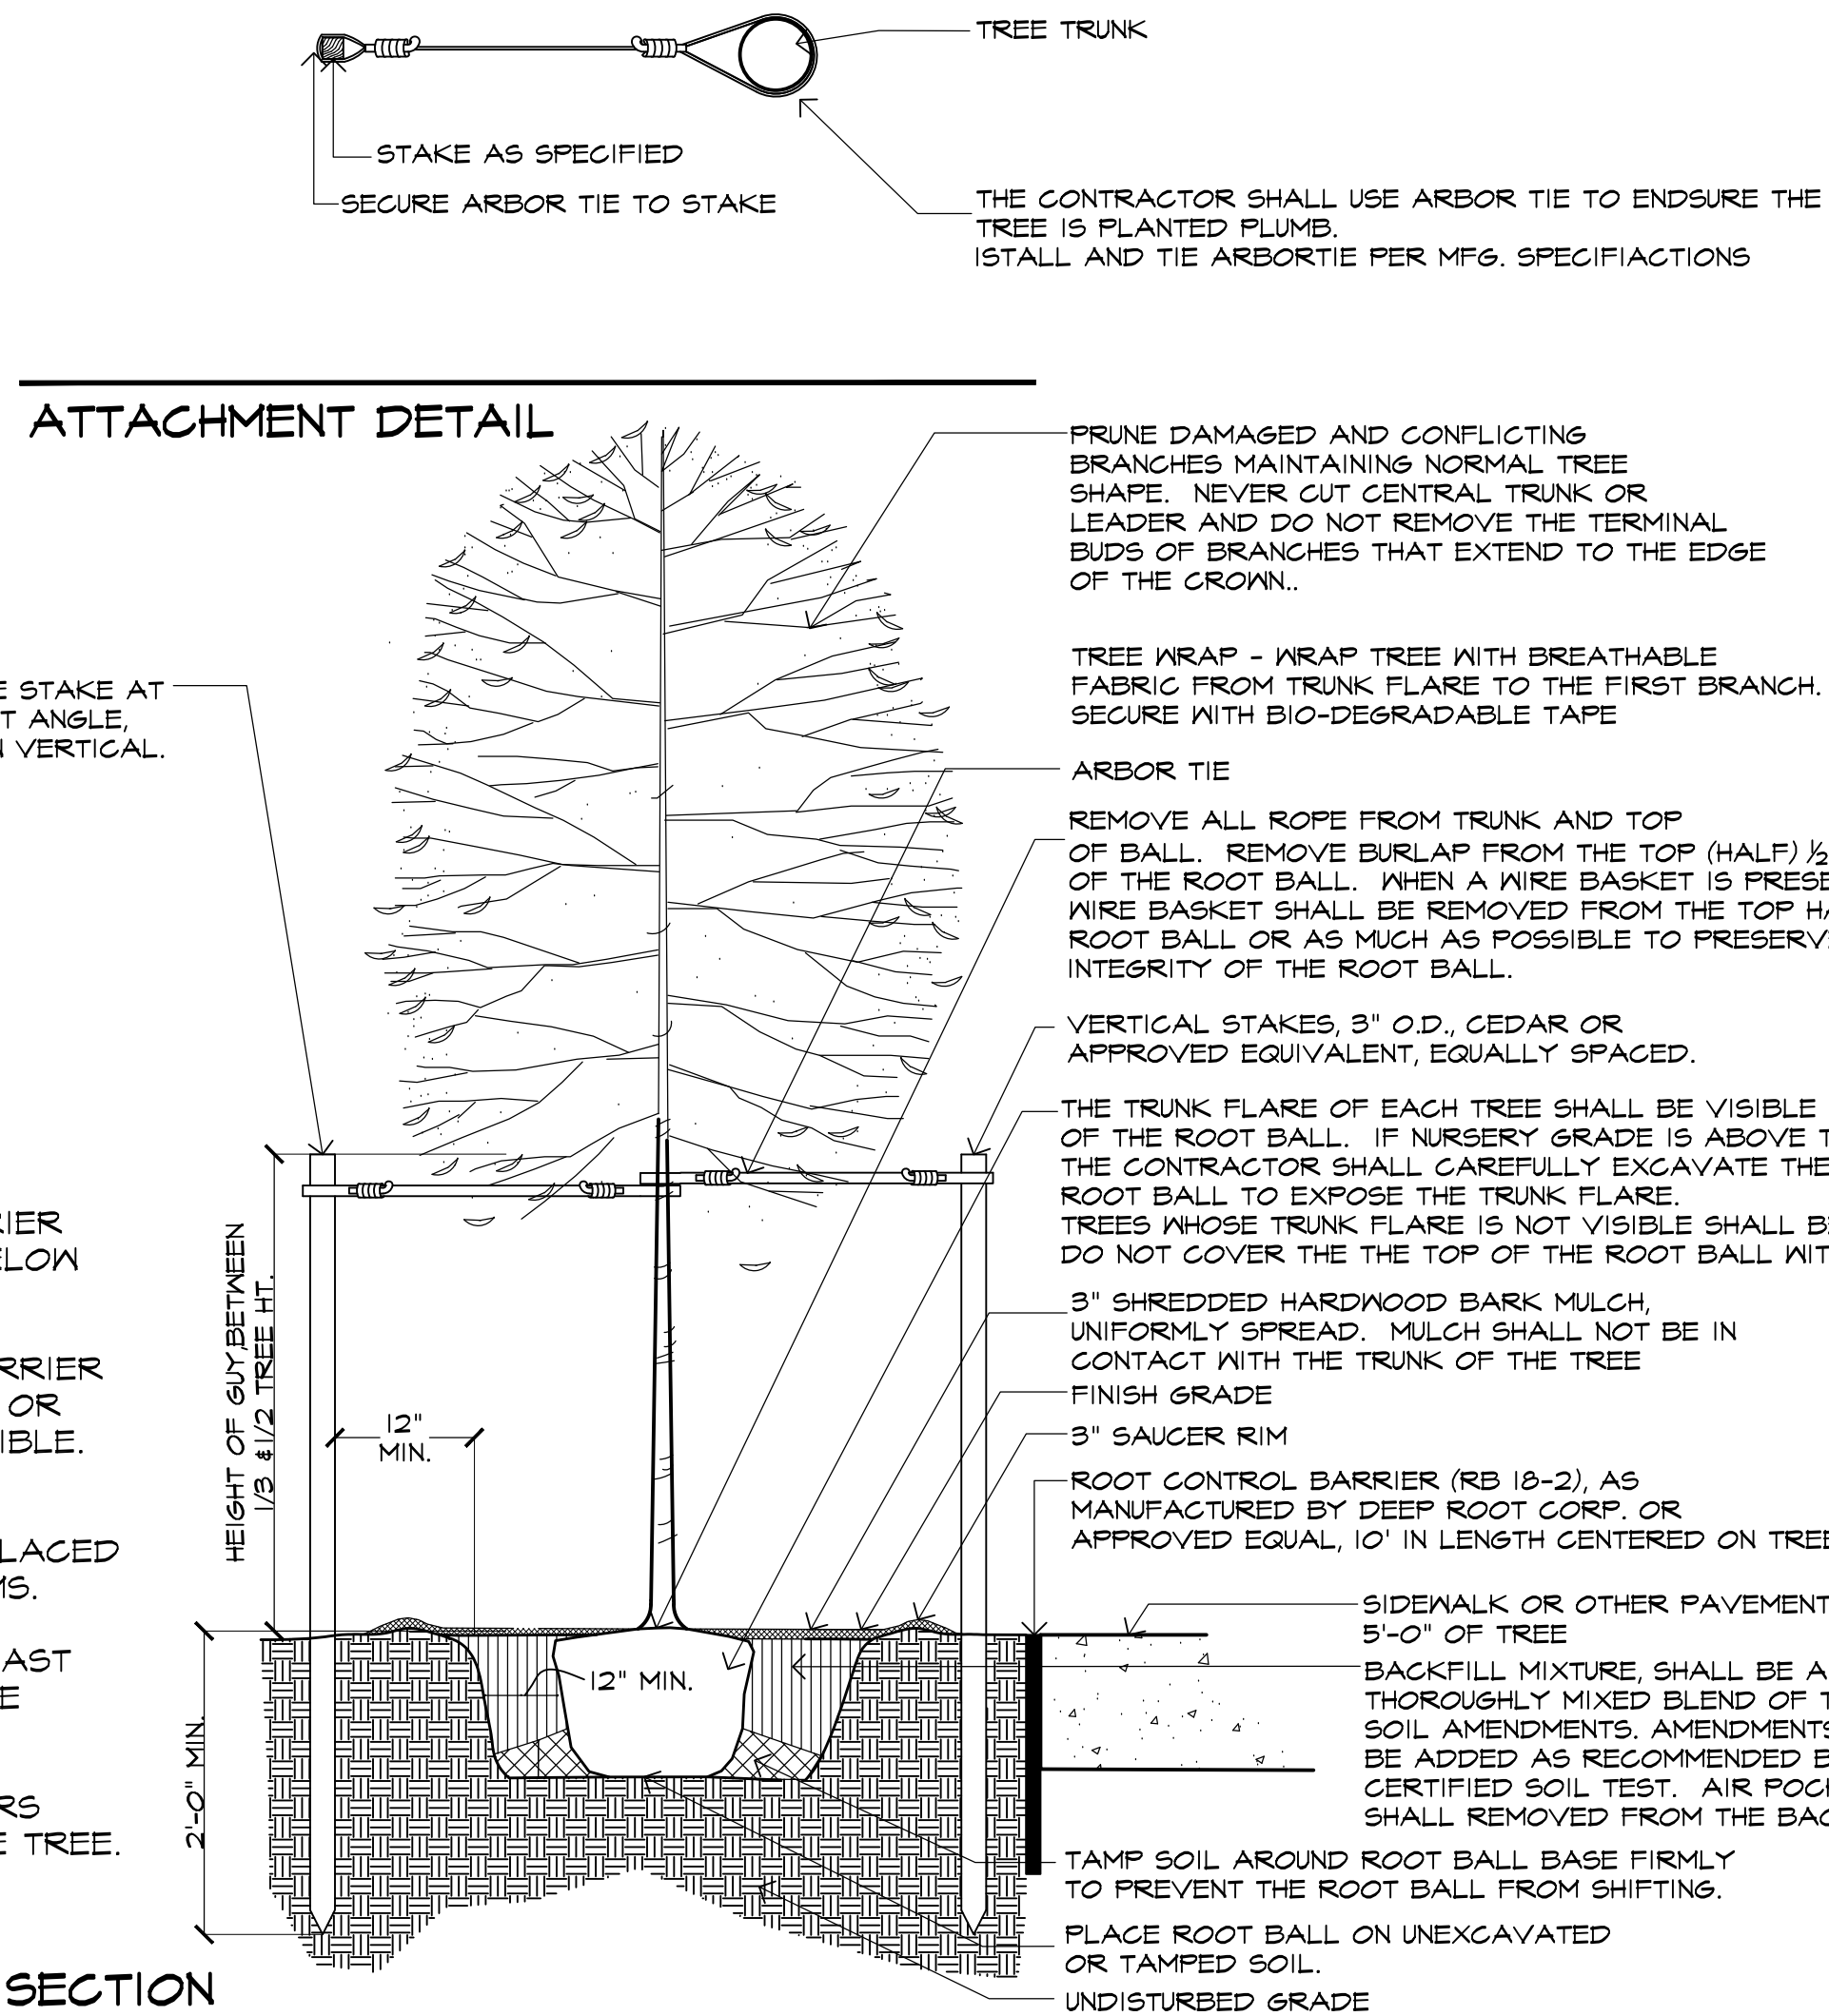 TREE TRUNK
STAKE AS SPECIFIED
SECURE ARBOR TIE TO STAKE
THE CONTRACTOR SHALL USE ARBOR TIE TO ENDSURE THE
TREE IS PLANTED PLUMB.
ISTALL AND TIE ARBORTIE PER MFG. SPECIFIACTIONS
ATTACHMENT DETAIL
PRUNE DAMAGED AND CONFLICTING
BRANCHES MAINTAINING NORMAL TREE
SHAPE. NEVER CUT CENTRAL TRUNK OR
LEADER AND DO NOT REMOVE THE TERMINAL
BUDS OF BRANCHES THAT EXTEND TO THE EDGE
OF THE CROWN..
TREE WRAP - WRAP TREE WITH BREATHABLE
FABRIC FROM TRUNK FLARE TO THE FIRST BRANCH.
SECURE WITH BIO-DEGRADABLE TAPE
STAKE AT
ANGLE,
VERTICAL.
ARBOR TIE
REMOVE ALL ROPE FROM TRUNK AND TOP
OF BALL. REMOVE BURLAP FROM THE TOP (HALF) ½
OF THE ROOT BALL. WHEN A WIRE BASKET IS
WIRE BASKET SHALL BE REMOVED FROM THE TOP
ROOT BALL OR AS MUCH AS POSSIBLE TO PRESERVE
INTEGRITY OF THE ROOT BALL.
VERTICAL STAKES, 3" O.D., CEDAR OR
APPROVED EQUIVALENT, EQUALLY SPACED.
THE TRUNK FLARE OF EACH TREE SHALL BE VISIBLE
OF THE ROOT BALL. IF NURSERY GRADE IS ABOVE
THE CONTRACTOR SHALL CAREFULLY EXCAVATE THE
ROOT BALL TO EXPOSE THE TRUNK FLARE.
TREES WHOSE TRUNK FLARE IS NOT VISIBLE SHALL BE
DO NOT COVER THE THE TOP OF THE ROOT BALL
3" SHREDDED HARDWOOD BARK MULCH,
UNIFORMLY SPREAD. MULCH SHALL NOT BE IN
CONTACT WITH THE TRUNK OF THE TREE
FINISH GRADE
3" SAUCER RIM
ROOT CONTROL BARRIER (RB 18-2), AS
MANUFACTURED BY DEEP ROOT CORP. OR
APPROVED EQUAL, 10' IN LENGTH CENTERED ON TREE
SIDEWALK OR OTHER PAVEMENT
5'-0" OF TREE
BACKFILL MIXTURE, SHALL BE A
THOROUGHLY MIXED BLEND OF
SOIL AMENDMENTS. AMENDMENTS
BE ADDED AS RECOMMENDED
CERTIFIED SOIL TEST. AIR
SHALL REMOVED FROM THE
TAMP SOIL AROUND ROOT BALL BASE FIRMLY
TO PREVENT THE ROOT BALL FROM SHIFTING.
PLACE ROOT BALL ON UNEXCAVATED
OR TAMPED SOIL.
UNDISTURBED GRADE
HEIGHT OF GUY, BETWEEN
1/3 & 1/2 TREE HT.
12"
MIN.
12" MIN.
2'-0" MIN.
OR
TREE.
SECTION